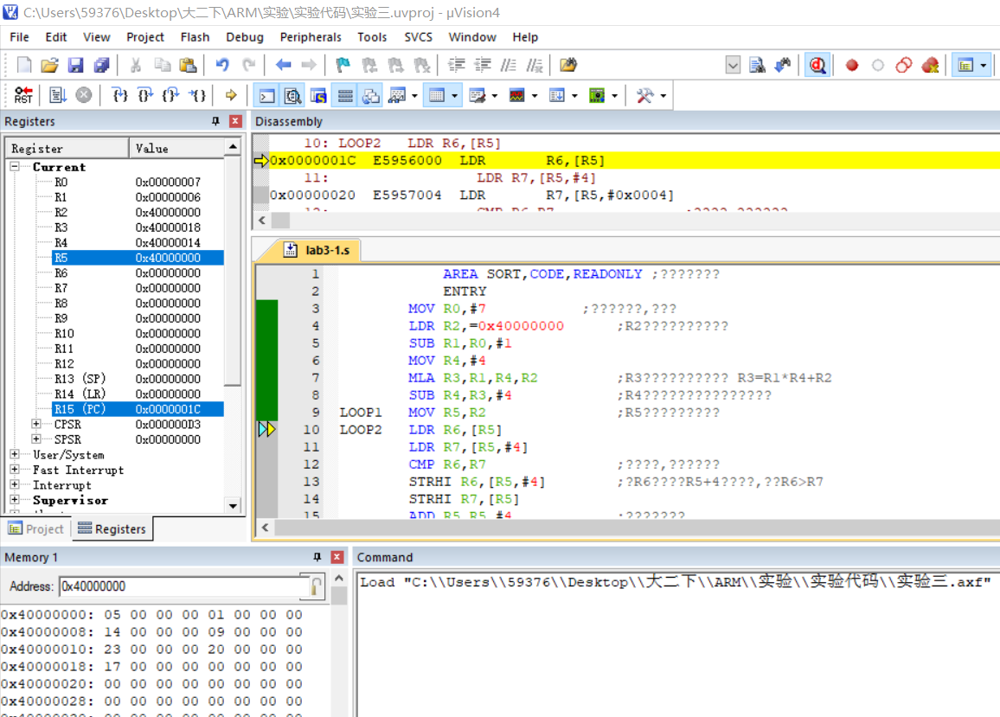 C:\Users\59376\Desktop\大二下\ARM\实验\实验代码\实验三.uvproj - µVision4
File Edit View Project Flash Debug Peripherals Tools SVCS Window Help
RST
Registers
Register Value
Current
R0 0x00000007
R1 0x00000006
R2 0x40000000
R3 0x40000018
R4 0x40000014
R5 0x40000000
R6 0x00000000
R7 0x00000000
R8 0x00000000
R9 0x00000000
R10 0x00000000
R11 0x00000000
R12 0x00000000
R13 (SP) 0x00000000
R14 (LR) 0x00000000
R15 (PC) 0x0000001C
CPSR 0x000000D3
SPSR 0x00000000
User/System
Fast Interrupt
Interrupt
Supervisor
Project Registers
Disassembly
10: LOOP2 LDR R6,[R5]
0x0000001C E5956000 LDR R6,[R5]
11: LDR R7,[R5,#4]
0x00000020 E5957004 LDR R7,[R5,#0x0004]
lab3-1.s
1 AREA SORT,CODE,READONLY ;???????
2 ENTRY
3 MOV R0,#7 ;??????,???
4 LDR R2,=0x40000000 ;R2??????????
5 SUB R1,R0,#1
6 MOV R4,#4
7 MLA R3,R1,R4,R2 ;R3?????????? R3=R1*R4+R2
8 SUB R4,R3,#4 ;R4???????????????
9 LOOP1 MOV R5,R2 ;R5??????????
10 LOOP2 LDR R6,[R5]
11 LDR R7,[R5,#4]
12 CMP R6,R7 ;????,??????
13 STRHI R6,[R5,#4] ;?R6????R5+4????,??R6>R7
14 STRHI R7,[R5]
15 ADD R5,R5,#4 ;???????
Memory 1
Address: 0x40000000
0x40000000: 05 00 00 00 01 00 00 00
0x40000008: 14 00 00 00 09 00 00 00
0x40000010: 23 00 00 00 20 00 00 00
0x40000018: 17 00 00 00 00 00 00 00
0x40000020: 00 00 00 00 00 00 00 00
0x40000028: 00 00 00 00 00 00 00 00
Command
Load "C:\\Users\\59376\\Desktop\\大二下\\ARM\\实验\\实验代码\\实验三.axf"